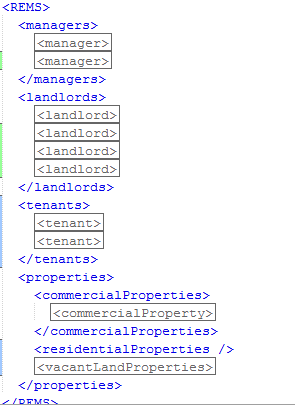 <REMS>
<managers>
<manager>
<manager>
</managers>
<landlords>
<landlord>
<landlord>
<landlord>
<landlord>
</landlords>
<tenants>
<tenant>
<tenant>
</tenants>
<properties>
<commercialProperties>
<commercialProperty>
</commercialProperties>
<residentialProperties />
<vacantLandProperties>
</properties>
</REMS>